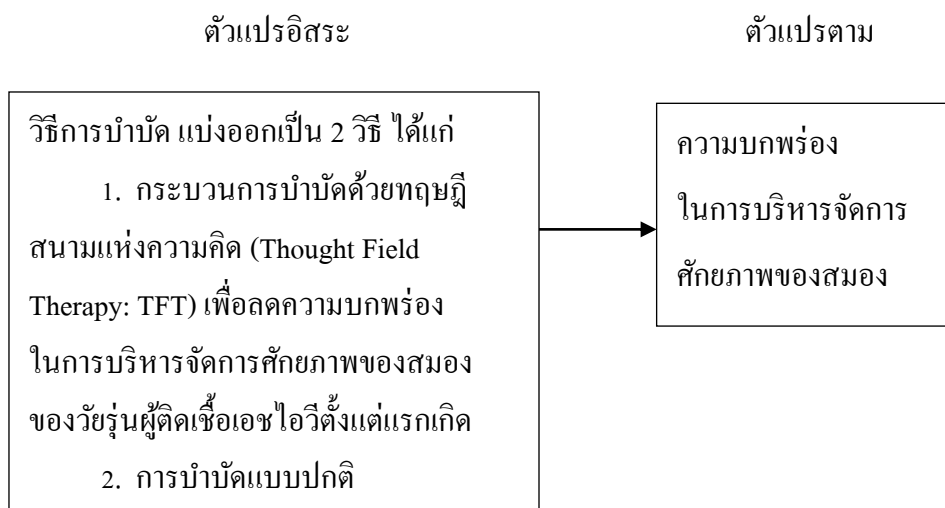 ตัวแปรอิสระ
ตัวแปรตาม
วิธีการบำบัด แบ่งออกเป็น 2 วิธี ได้แก่
1. กระบวนการบำบัดด้วยทฤษฎี
สนามแห่งความคิด (Thought Field
Therapy: TFT) เพื่อลดความบกพร่อง
ในการบริหารจัดการศักยภาพของสมอง
ของวัยรุ่นผู้ติดเชื้อเอชไอวีตั้งแต่แรกเกิด
2. การบำบัดแบบปกติ
ความบกพร่อง
ในการบริหารจัดการ
ศักยภาพของสมอง